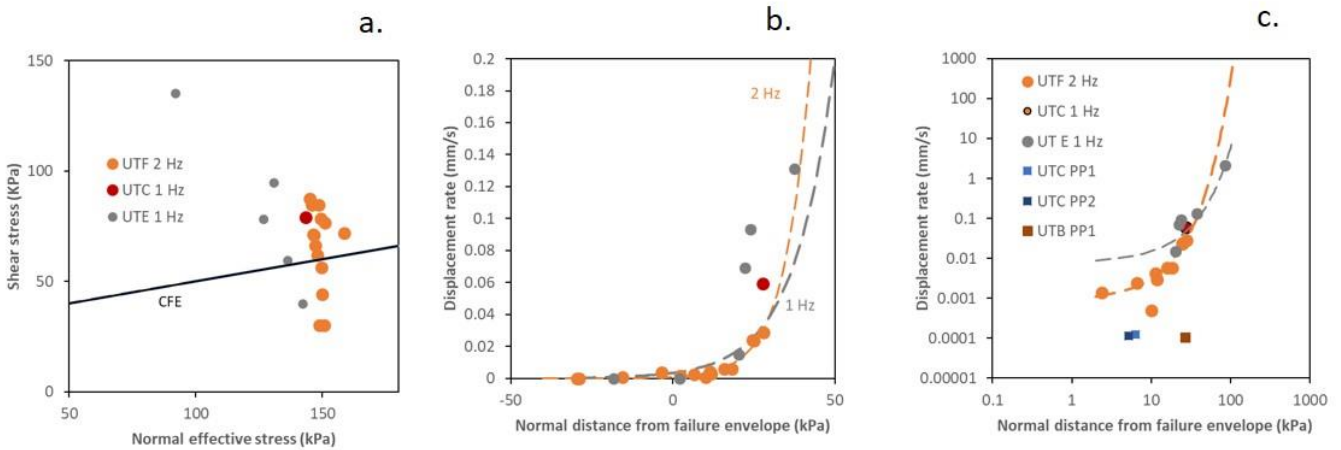 a.
150
100
50
0
50
100
150
Shear stress (KPa)
Normal effective stress (kPa)
UTF 2 Hz
UTC 1 Hz
UTE 1 Hz
CFE
b.
0.2
0.18
0.16
0.14
0.12
0.1
0.08
0.06
0.04
0.02
0
-50
0
50
Displacement rate (mm/s)
Normal distance from failure envelope (kPa)
2 Hz
1 Hz
c.
1000
100
10
1
0.1
0.01
0.001
0.0001
0.00001
0.1
1
10
100
1000
Displacement rate (mm/s)
Normal distance from failure envelope (kPa)
UTF 2 Hz
UTC 1 Hz
UT E 1 Hz
UTC PP1
UTC PP2
UTB PP1